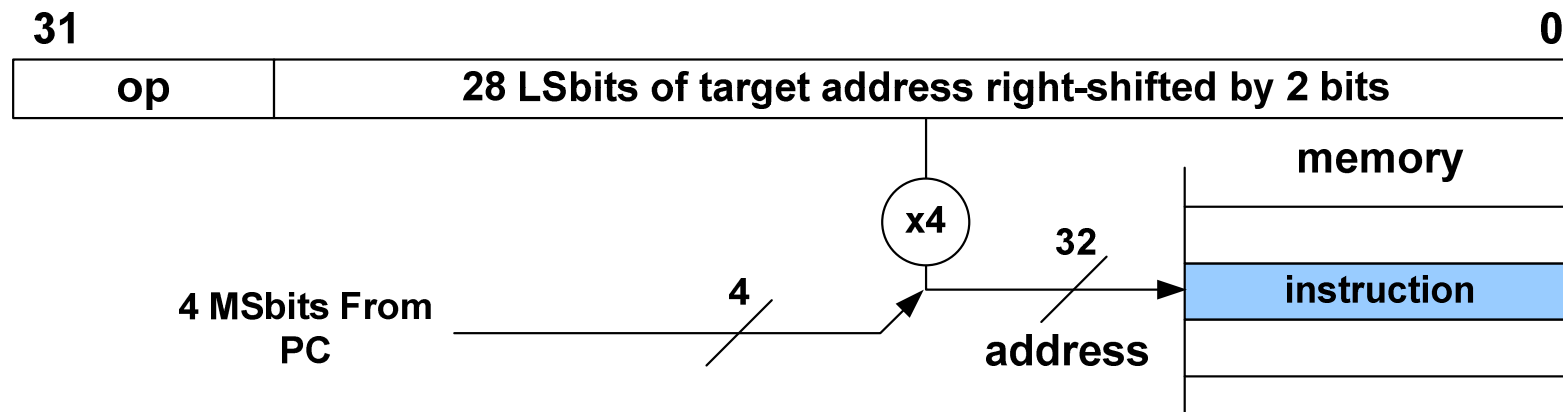 31
0
op
28 LSbits of target address right-shifted by 2 bits
memory
x4
32
4
4 MSbits From
PC
instruction
address